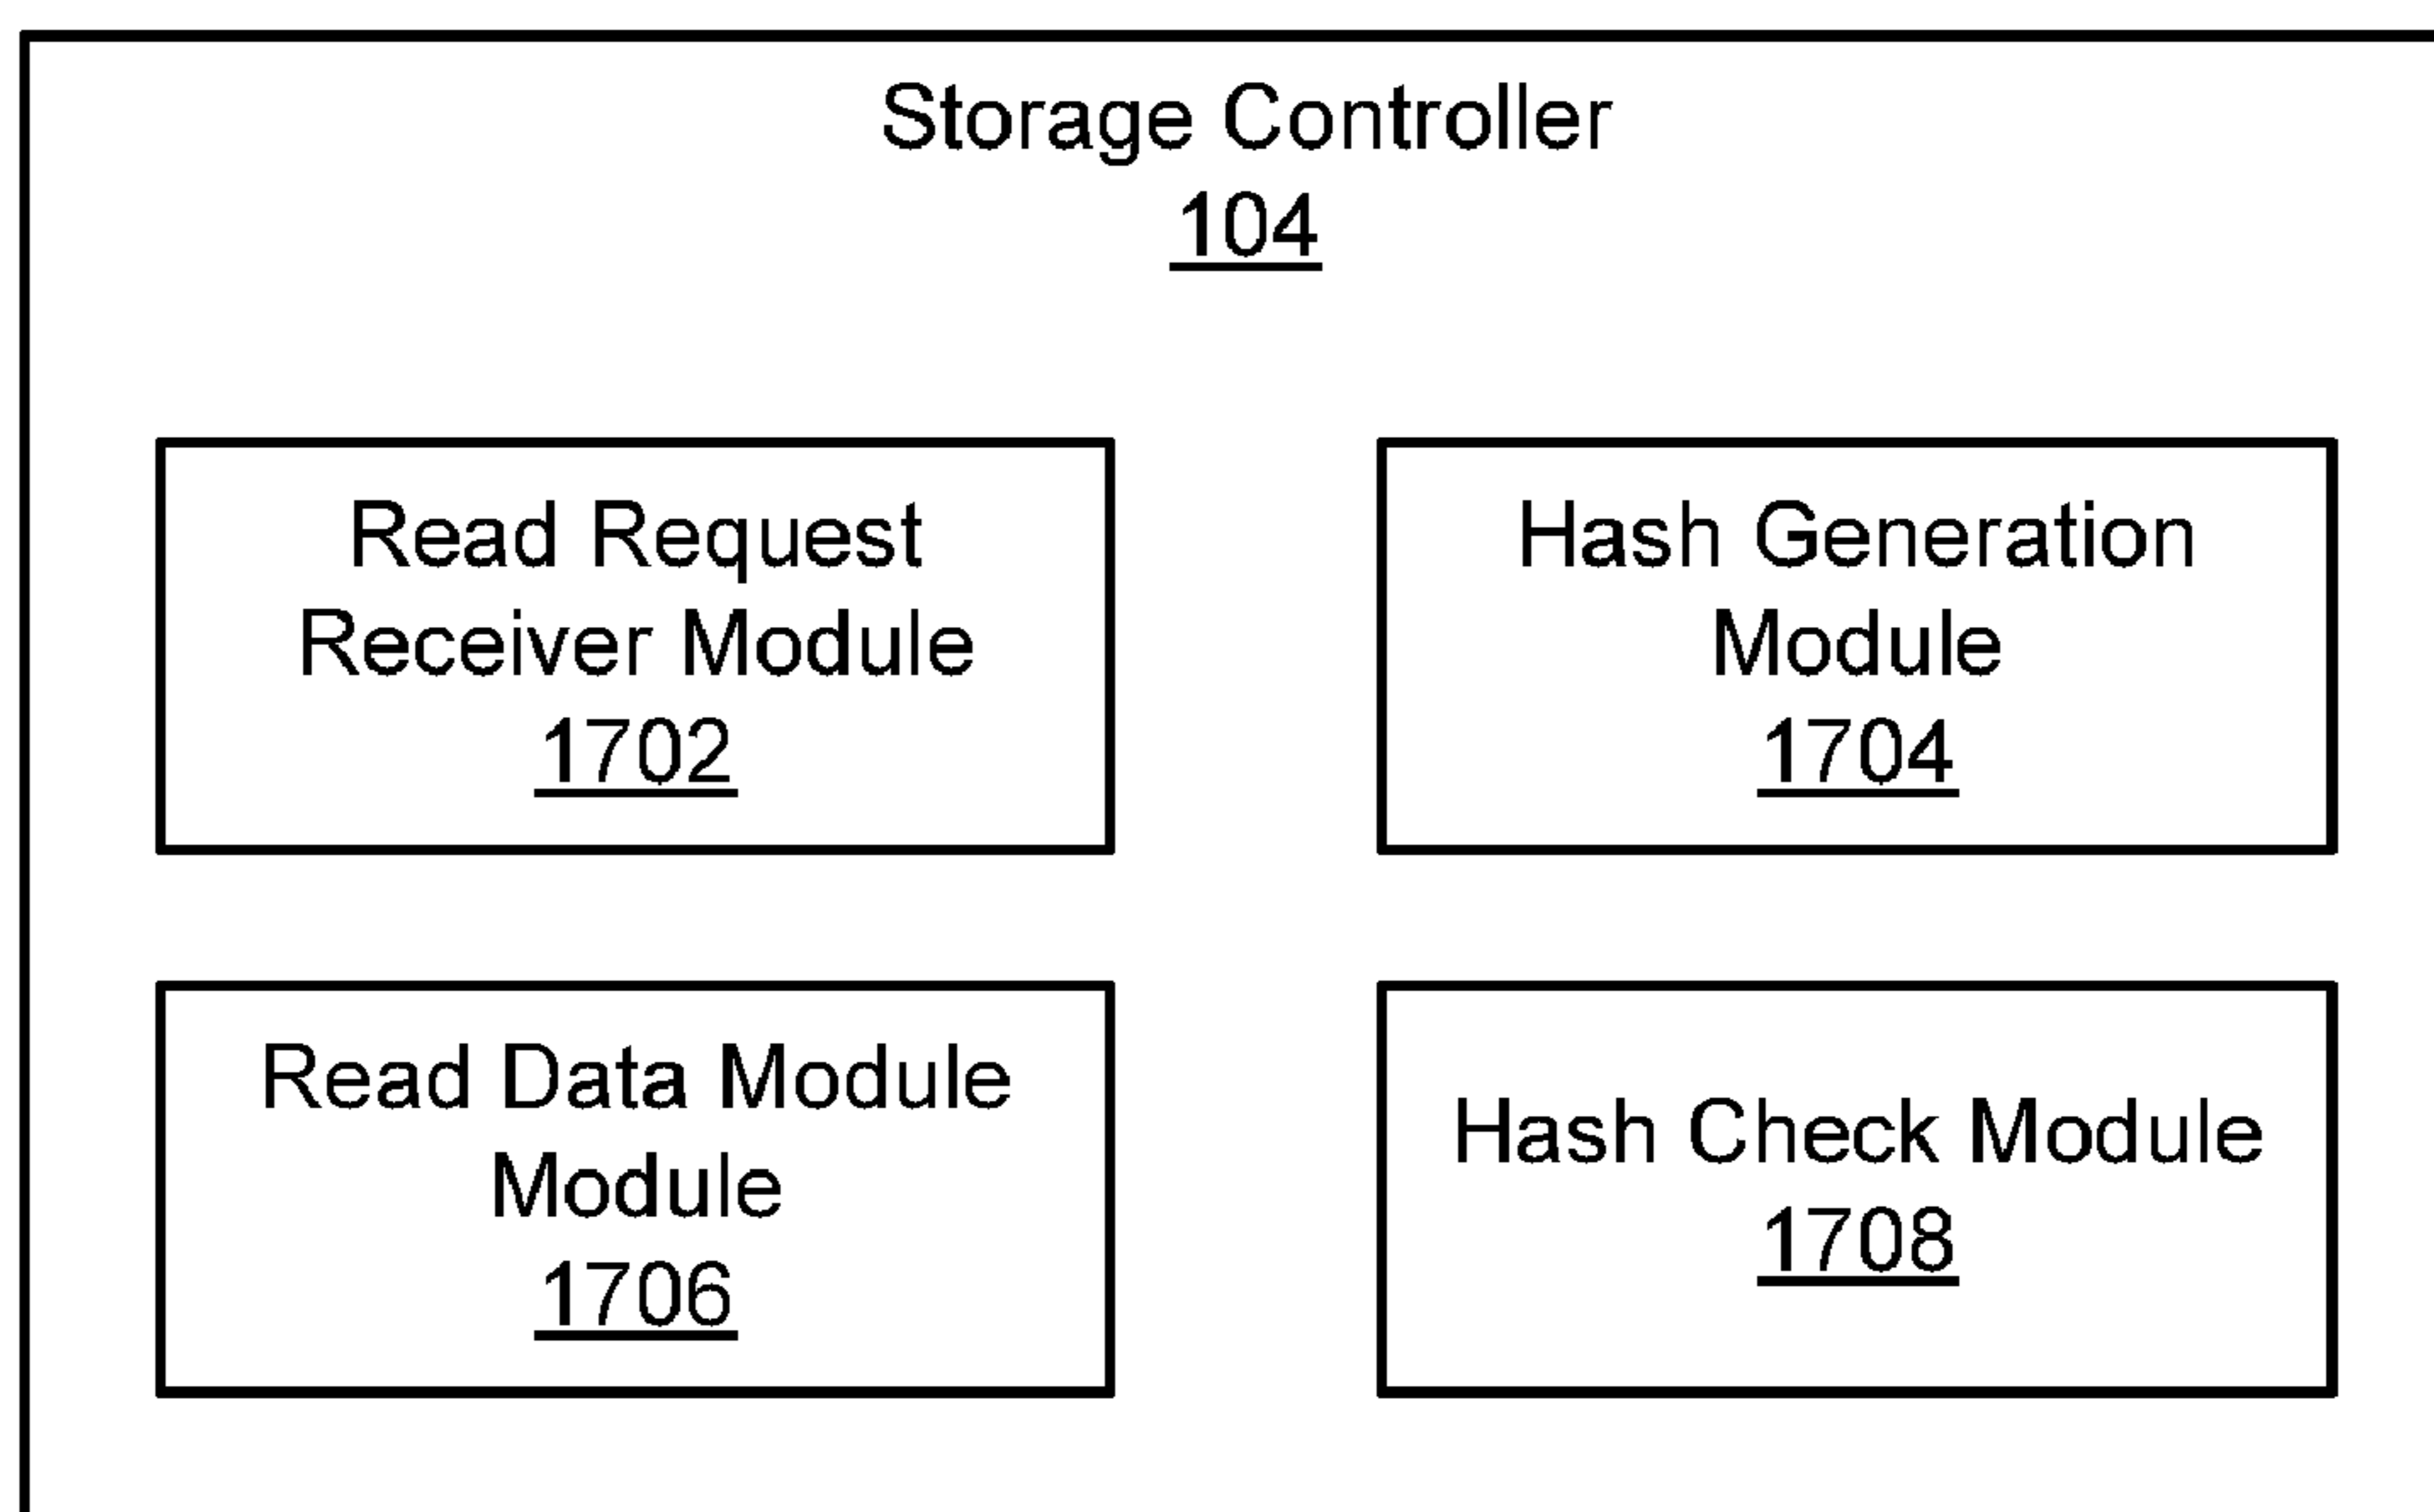 Storage Controller
104
Read Request
Receiver Module
1702
Hash Generation
Module
1704
Read Data Module
Module
1706
Hash Check Module
1708